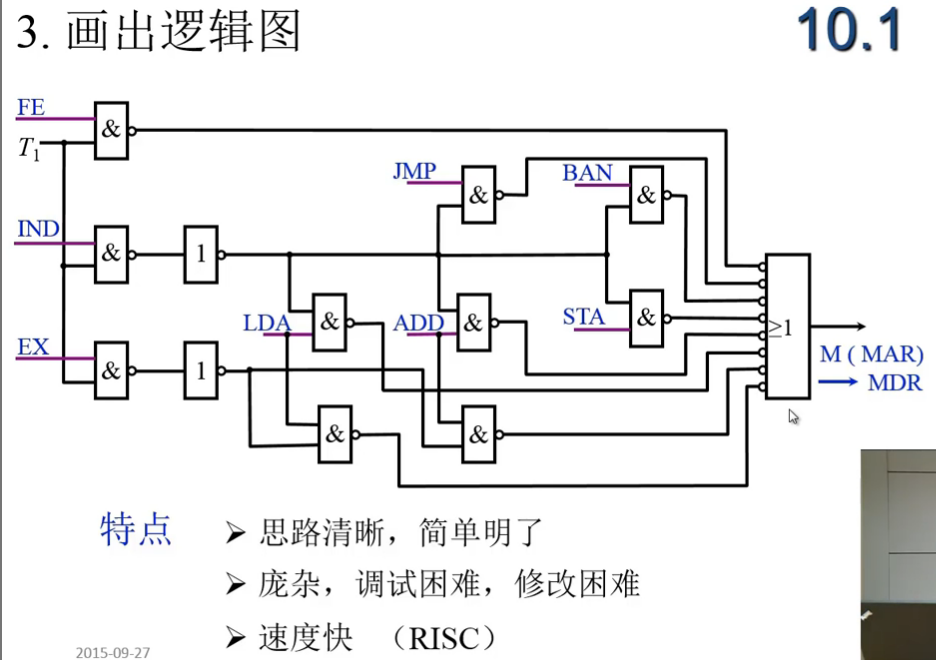 3. 画出逻辑图
10.1
FE
&
T1
JMP
&
BAN
&
IND
&
1
LDA
&
ADD
&
STA
&
≥1
EX
&
1
M ( MAR)
→ MDR
&
&
特点
➢ 思路清晰，简单明了
➢ 庞杂，调试困难，修改困难
➢ 速度快 （RISC）
2015-09-27